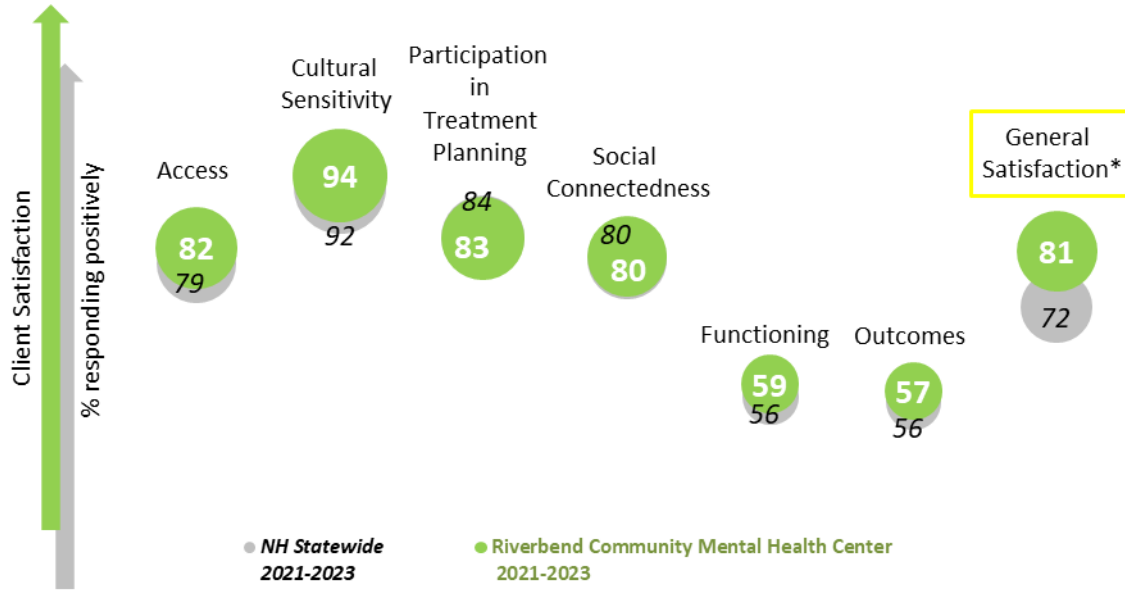 Client Satisfaction
% responding positively
Access
82
79
Cultural
Sensitivity
94
92
Participation
in
Treatment
Planning
84
83
Social
Connectedness
80
80
Functioning
59
56
Outcomes
57
56
General
Satisfaction*
81
72
NH Statewide
2021-2023
Riverbend Community Mental Health Center
2021-2023